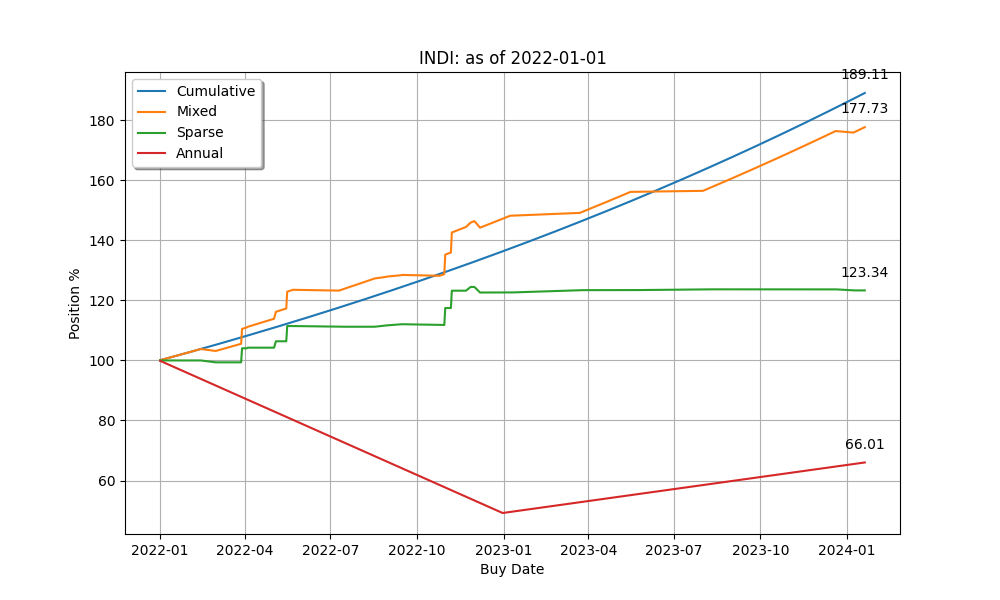 INDI: as of 2022-01-01
Cumulative
Mixed
Sparse
Annual
189.11
177.73
123.34
66.01
Position %
180
160
140
120
100
80
60
2022-01 2022-04 2022-07 2022-10 2023-01 2023-04 2023-07 2023-10 2024-01
Buy Date